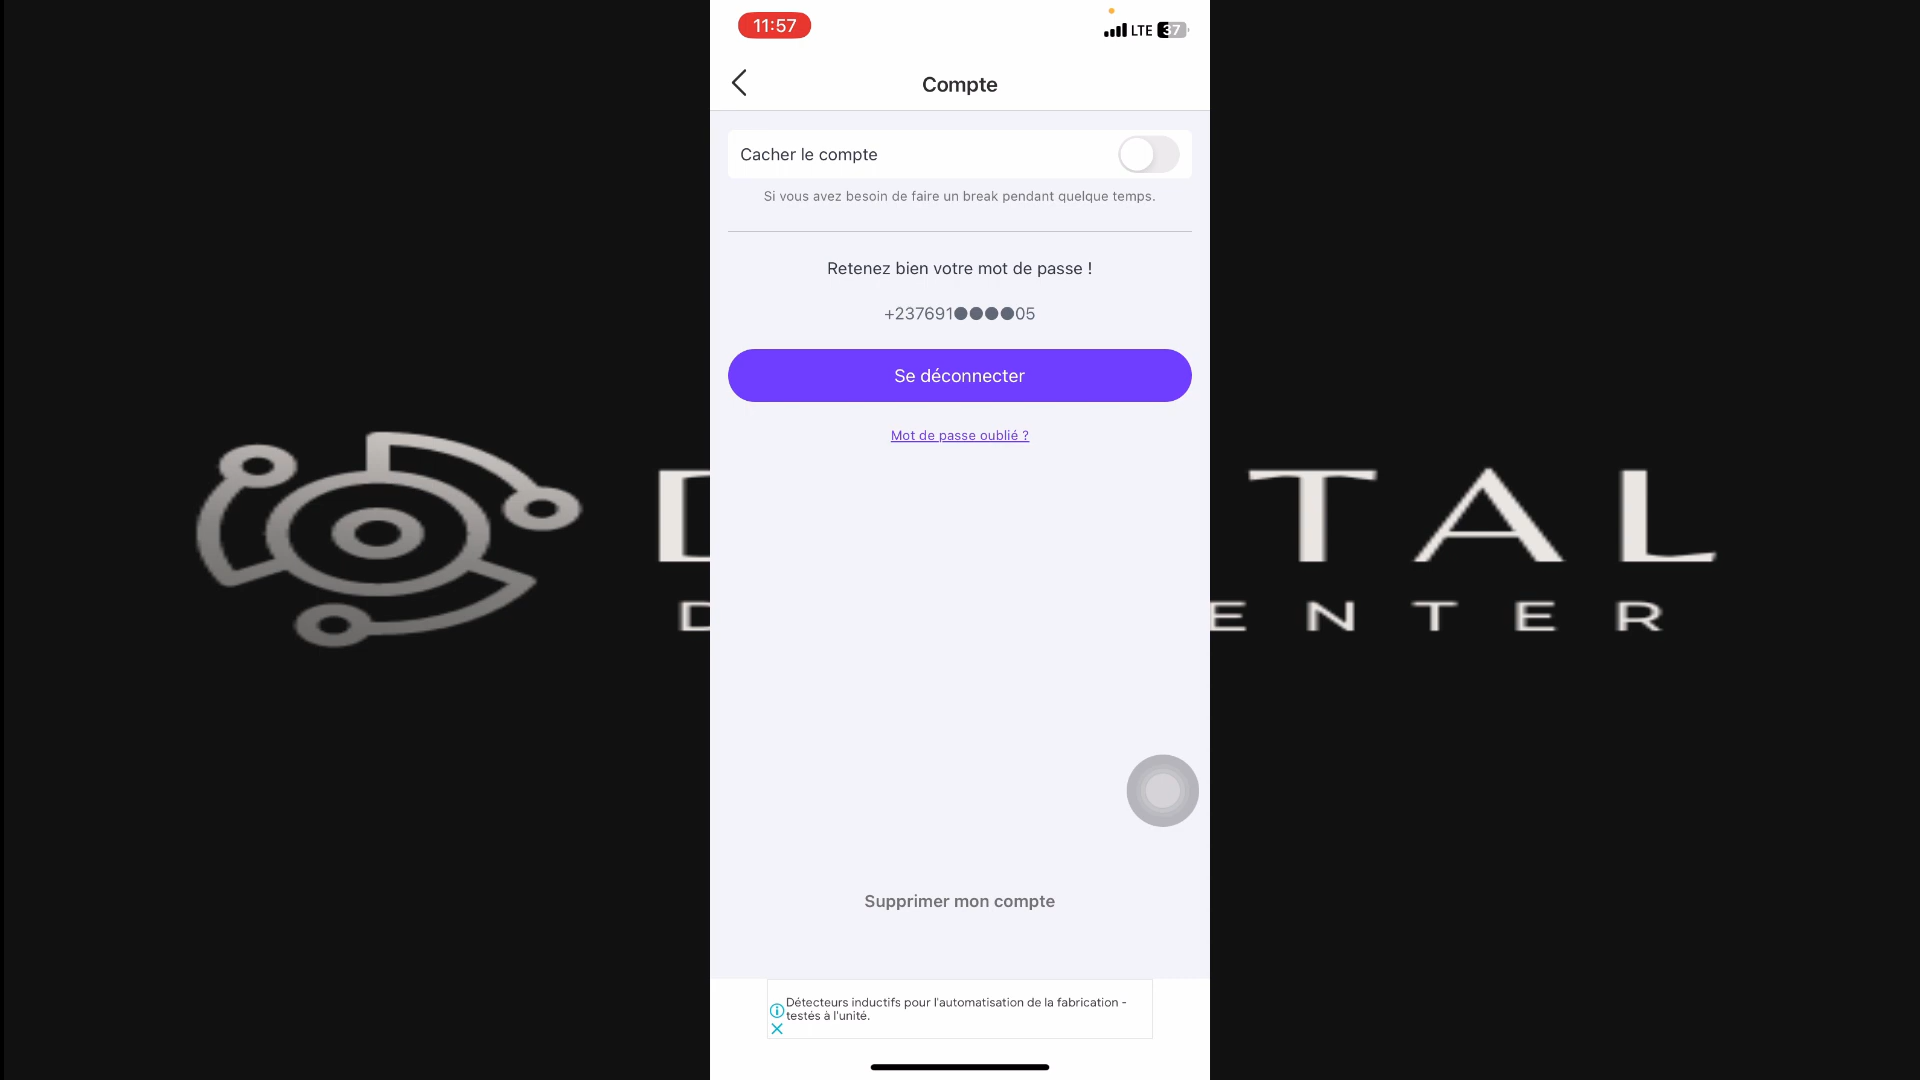 11:57
LTE 37
Compte
Cacher le compte
Si vous avez besoin de faire un break pendant quelque temps.
Retenez bien votre mot de passe !
+237691●●●●05
Se déconnecter
Mot de passe oublié ?
TAL
ENTER
Supprimer mon compte
Détecteurs inductifs pour l'automatisation de la fabrication -
testés à l'unité.